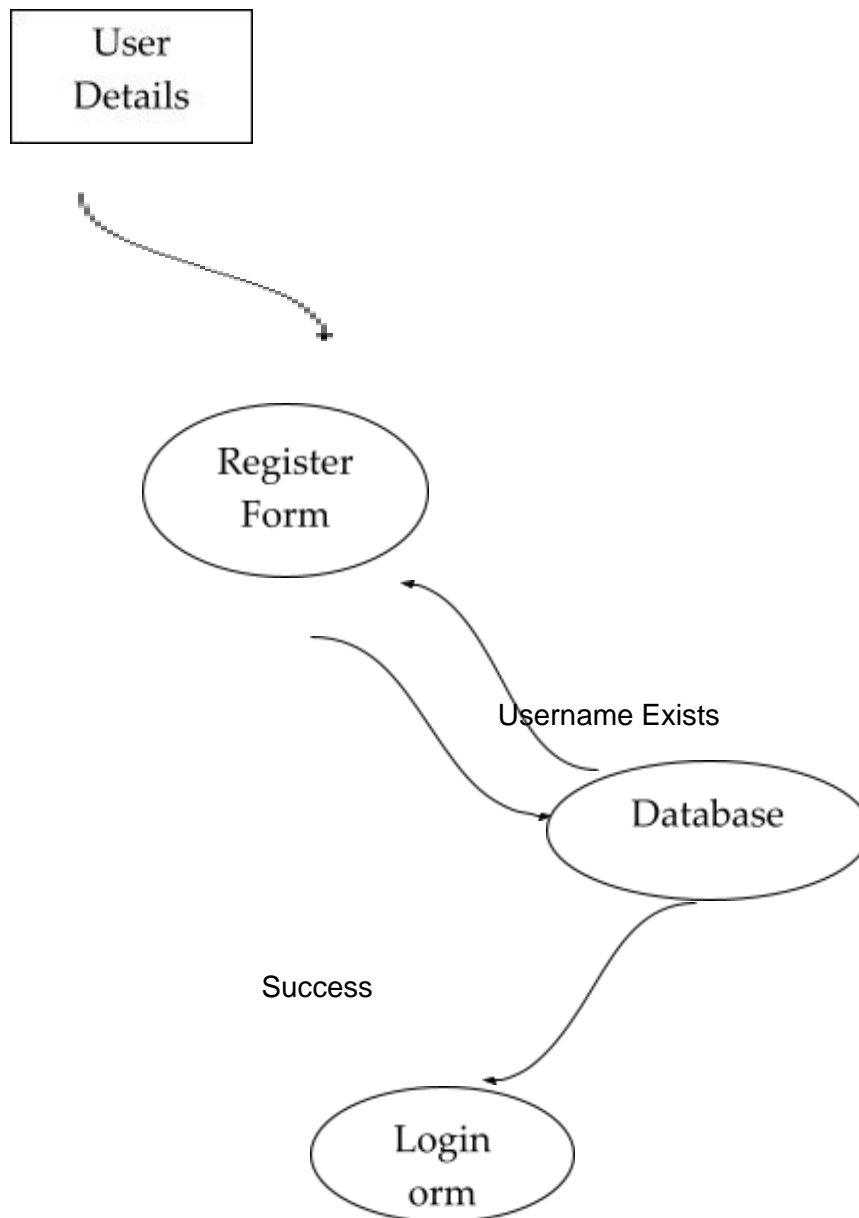 User
Details
Register
Form
Username Exists
Database
Success
Login
orm